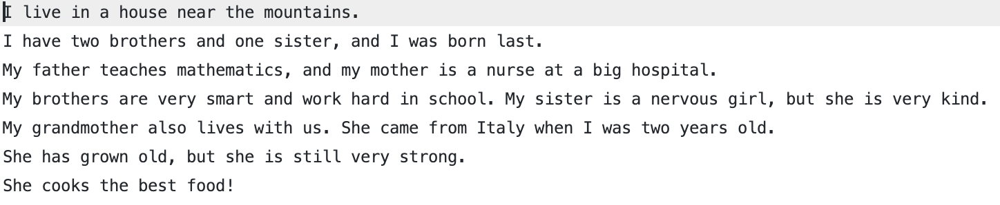 I live in a house near the mountains.
I have two brothers and one sister, and I was born last.
My father teaches mathematics, and my mother is a nurse at a big hospital.
My brothers are very smart and work hard in school. My sister is a nervous girl, but she is very kind.
My grandmother also lives with us. She came from Italy when I was two years old.
She has grown old, but she is still very strong.
She cooks the best food!